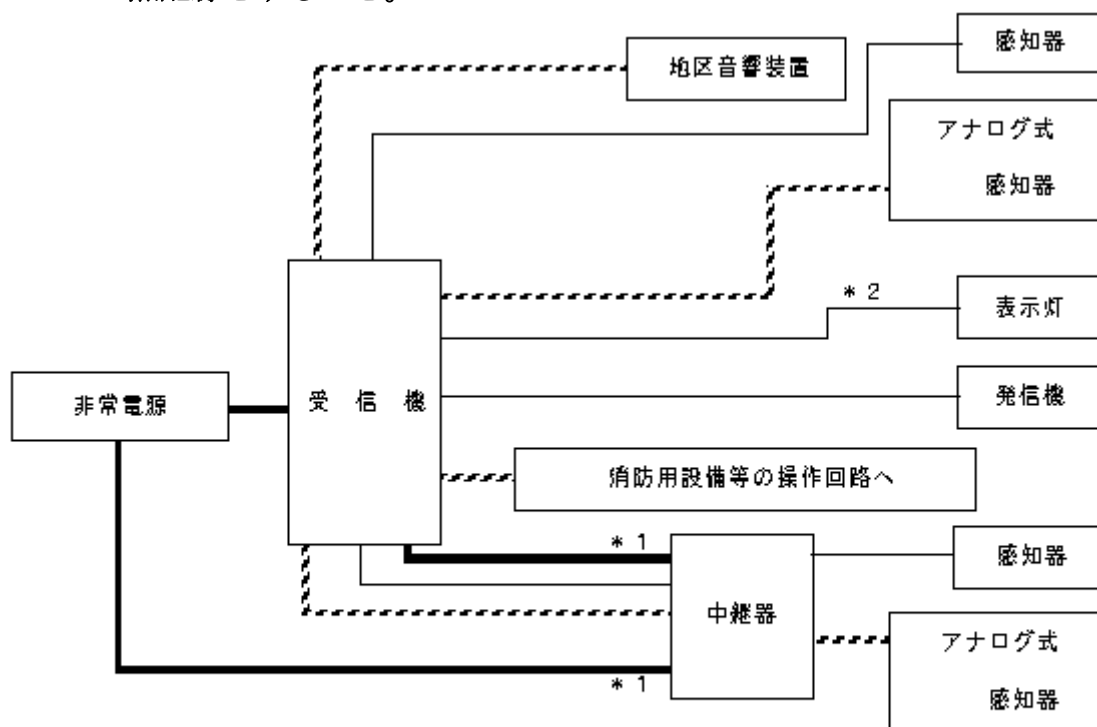 感知器
地区音響装置
アナログ式
感知器
＊２
表示灯
非常電源
受信機
発信機
消防用設備等の操作回路へ
＊１
感知器
中継器
アナログ式
感知器
＊１